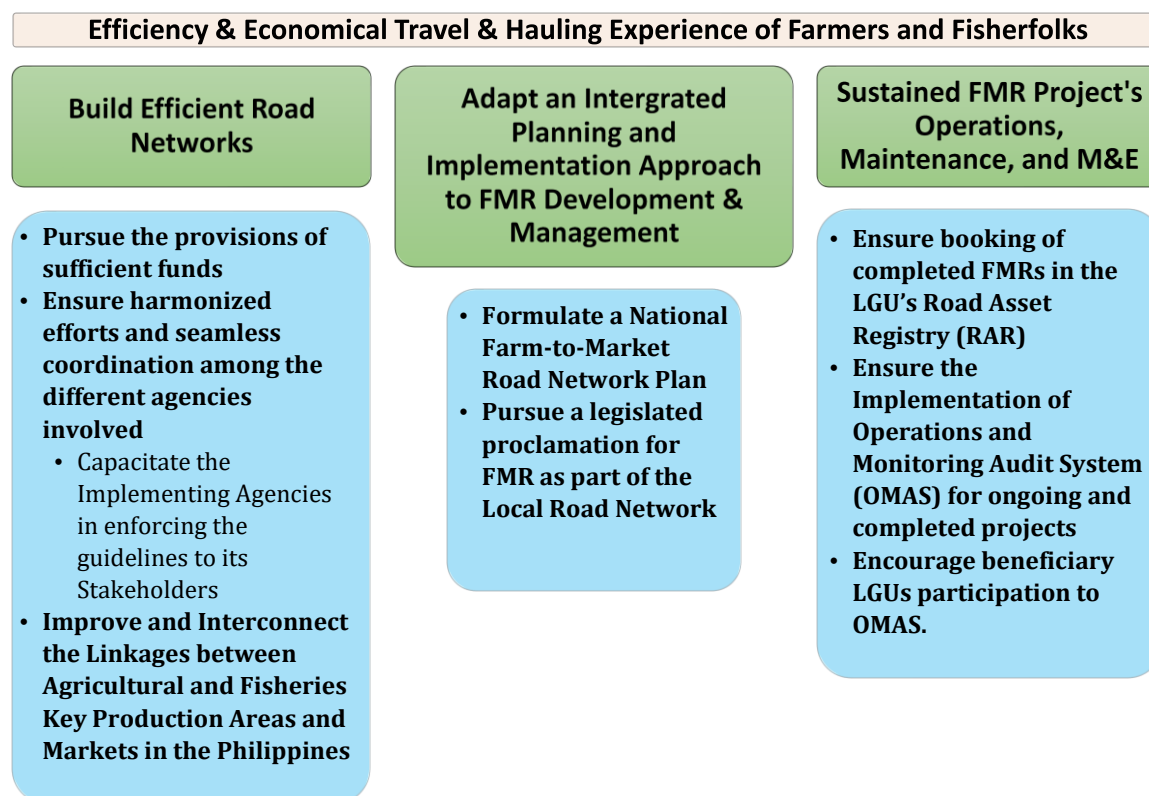 Efficiency & Economical Travel & Hauling Experience of Farmers and Fisherfolks
Build Efficient Road
Networks
• Pursue the provisions of
sufficient funds
• Ensure harmonized
efforts and seamless
coordination among the
different agencies
involved
• Capacitate the
Implementing Agencies
in enforcing the
guidelines to its
Stakeholders
• Improve and Interconnect
the Linkages between
Agricultural and Fisheries
Key Production Areas and
Markets in the Philippines
Adapt an Intergrated
Planning and
Implementation Approach
to FMR Development &
Management
• Formulate a National
Farm-to-Market
Road Network Plan
• Pursue a legislated
proclamation for
FMR as part of the
Local Road Network
Sustained FMR Project's
Operations,
Maintenance, and M&E
• Ensure booking of
completed FMRs in the
LGU’s Road Asset
Registry (RAR)
• Ensure the
Implementation of
Operations and
Monitoring Audit System
(OMAS) for ongoing and
completed projects
• Encourage beneficiary
LGUs participation to
OMAS.